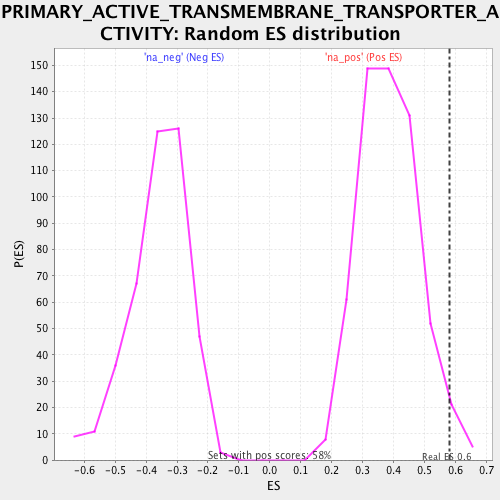 PRIMARY_ACTIVE_TRANSMEMBRANE_TRANSPORTER_A
CTIVITY: Random ES distribution
'na_neg' (Neg ES) 'na_pos' (Pos ES)
150
140
130
120
110
100
90
80
70
60
50
40
30
20
10
0
P(ES)
Sets with pos scores: 58%
Real ES 0.6
-0.6 -0.5 -0.4 -0.3 -0.2 -0.1 0.0 0.1 0.2 0.3 0.4 0.5 0.6 0.7
ES